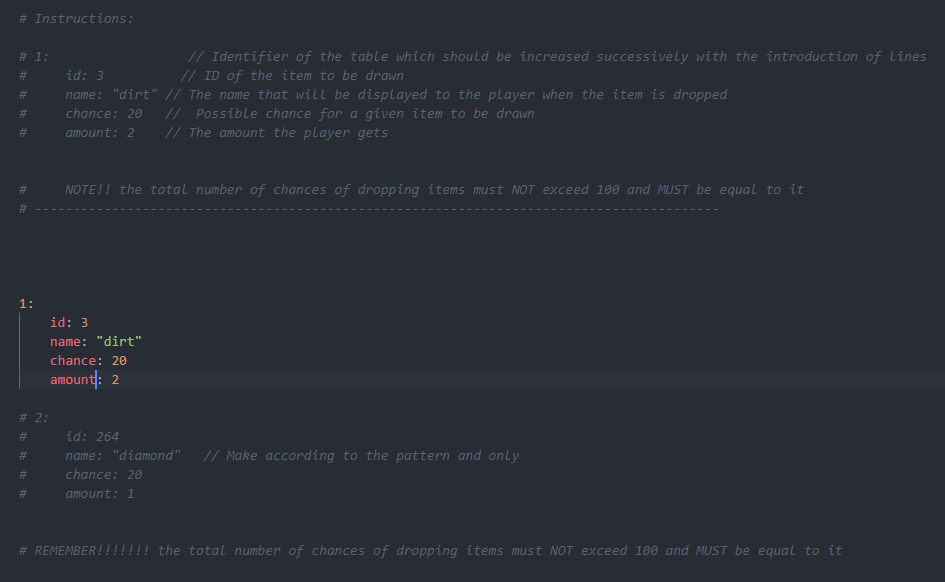 # Instructions:
# 1:                  // Identifier of the table which should be increased successively with the introduction of lines
#     id: 3          // ID of the item to be drawn
#     name: "dirt" // The name that will be displayed to the player when the item is dropped
#     chance: 20   //  Possible chance for a given item to be drawn
#     amount: 2    // The amount the player gets
#     NOTE!! the total number of chances of dropping items must NOT exceed 100 and MUST be equal to it
# -----------------------------------------------------------------------------------------
1:
    id: 3
    name: "dirt"
    chance: 20
    amount: 2
# 2:
#     id: 264
#     name: "diamond"   // Make according to the pattern and only
#     chance: 20
#     amount: 1
# REMEMBER!!!!!!! the total number of chances of dropping items must NOT exceed 100 and MUST be equal to it